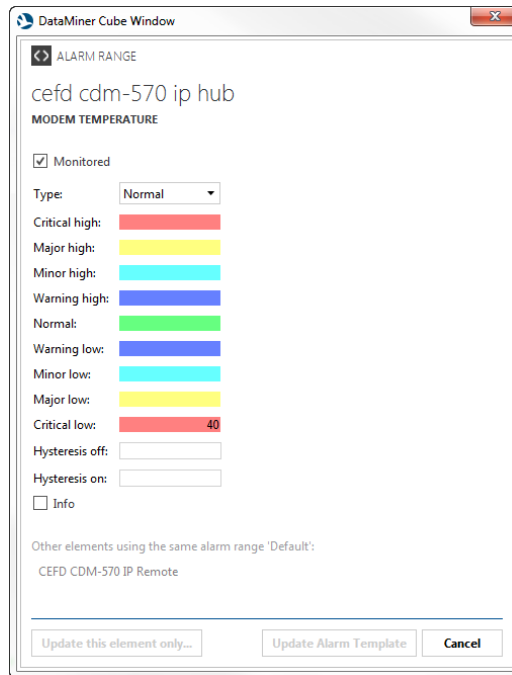 DataMiner Cube Window
ALARM RANGE
cefd cdm-570 ip hub
MODEM TEMPERATURE
Monitored
Type: Normal
Critical high:
Major high:
Minor high:
Warning high:
Normal:
Warning low:
Minor low:
Major low:
Critical low: 40
Hysteresis off:
Hysteresis on:
Info
Other elements using the same alarm range 'Default':
CEFD CDM-570 IP Remote
Update this element only... Update Alarm Template Cancel